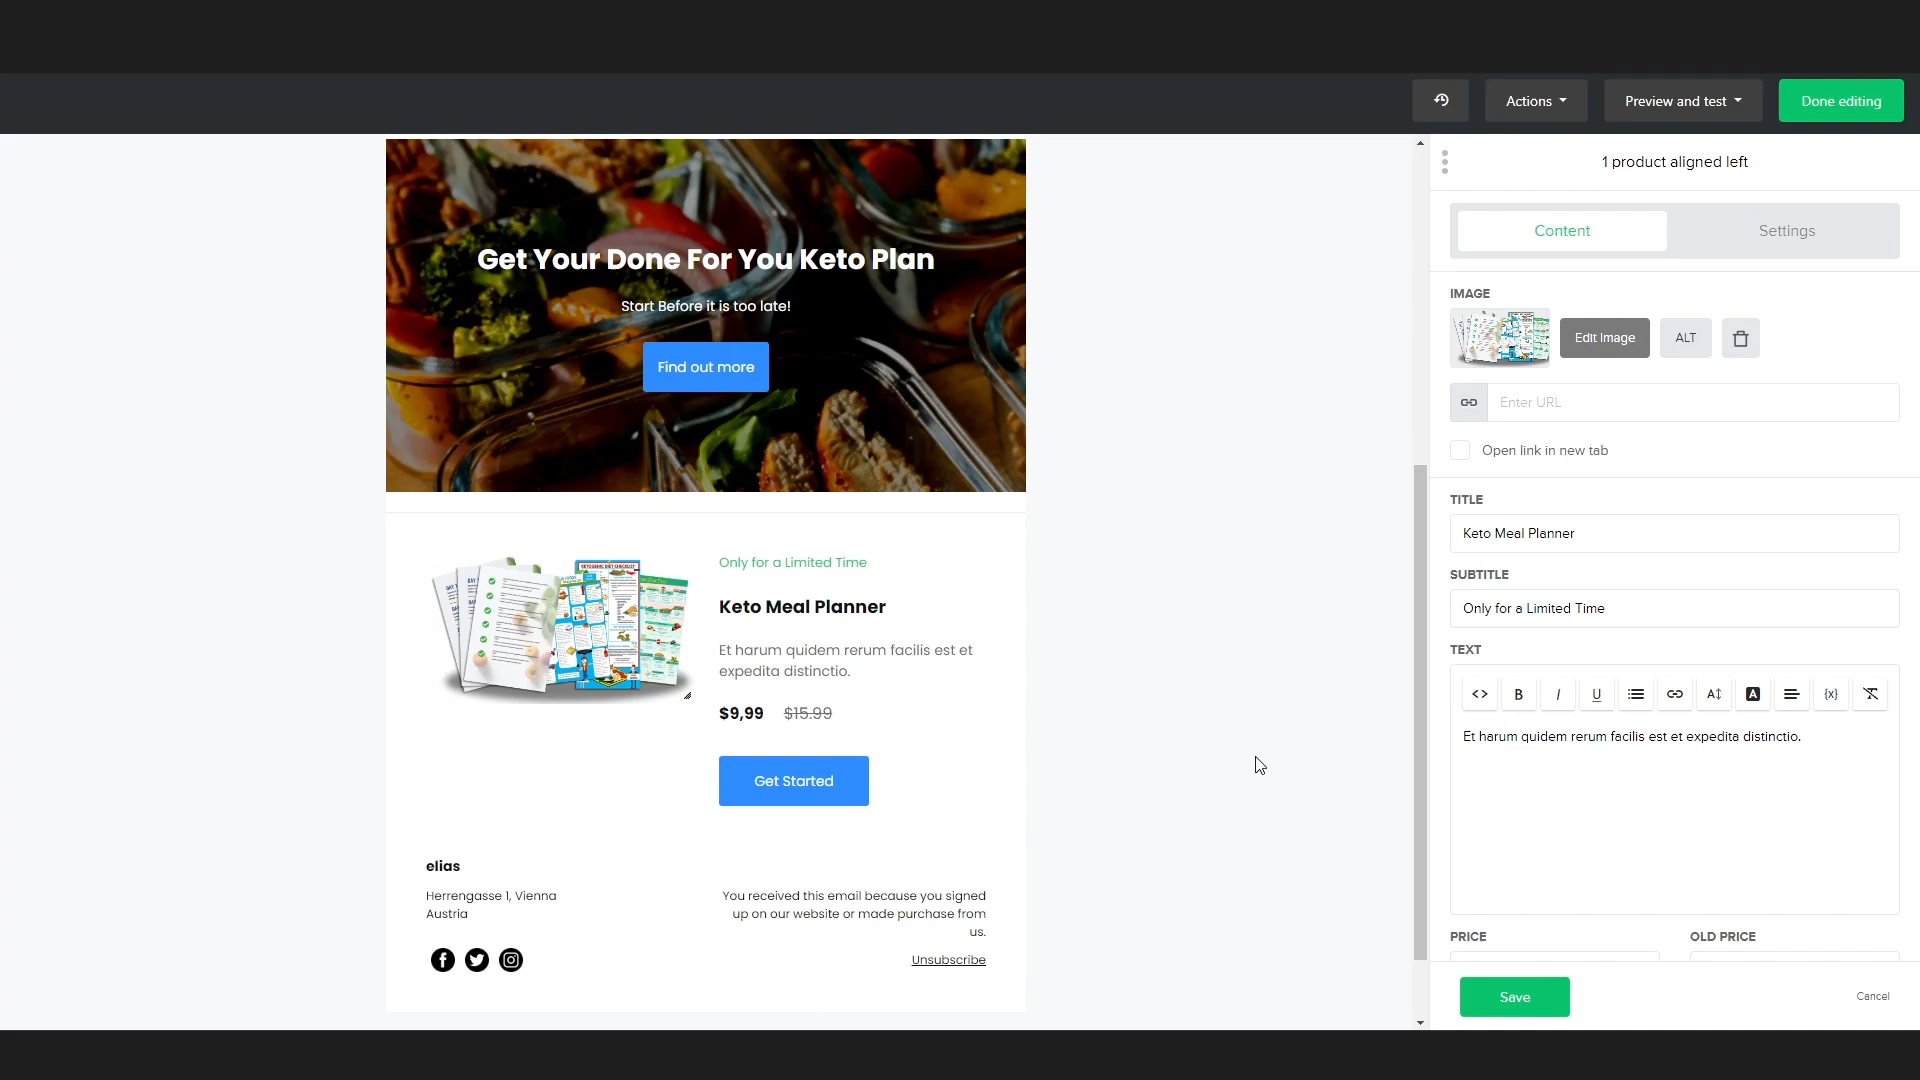 Actions
Preview and test
Done editing
Get Your Done For You Keto Plan
Start Before it is too late!
Find out more
Only for a Limited Time
Keto Meal Planner
Et harum quidem rerum facilis est et
expedita distinctio.
$9,99 $15.99
Get Started
elias
Herrengasse 1, Vienna
Austria
You received this email because you signed
up on our website or made purchase from
us.
Unsubscribe
1 product aligned left
Content
Settings
IMAGE
Edit Image
ALT
Enter URL
Open link in new tab
TITLE
Keto Meal Planner
SUBTITLE
Only for a Limited Time
TEXT
<> B I U A A {x}
Et harum quidem rerum facilis est et expedita distinctio.
PRICE
OLD PRICE
Save
Cancel